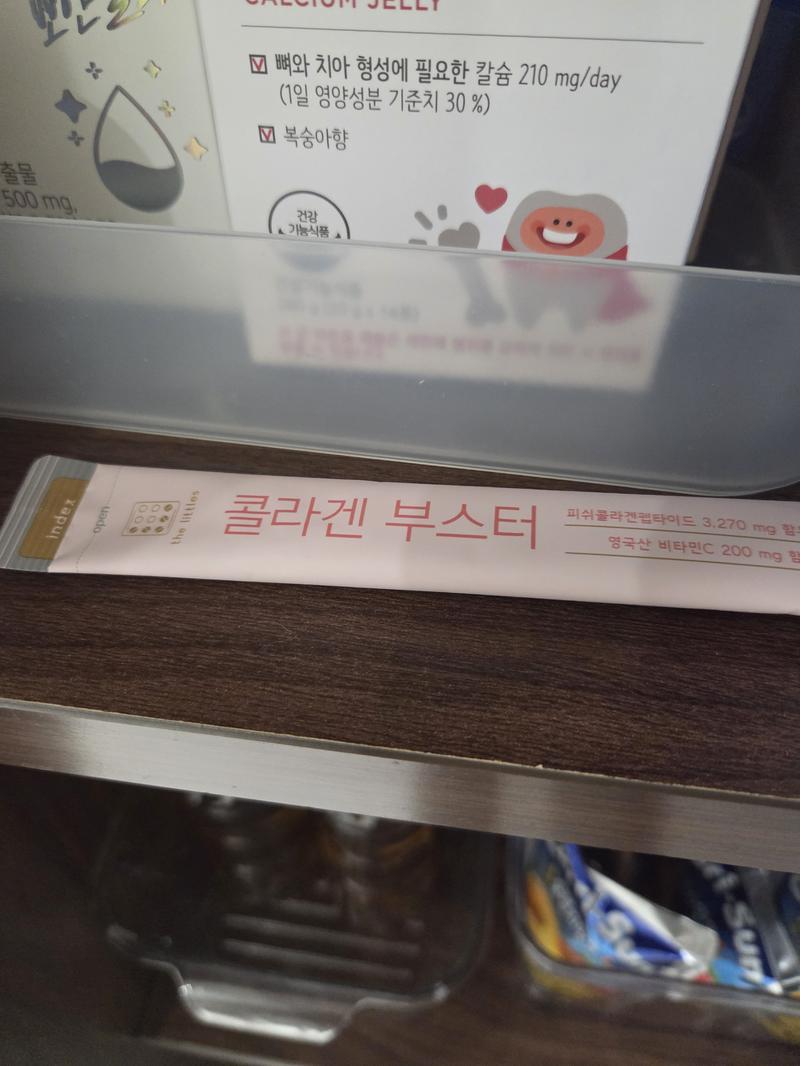 CALCIUM JELLY
뼈와 치아 형성에 필요한 칼슘 210 mg/day
(1일 영양성분 기준치 30 %)
복숭아향
출물
500 mg,
건강
기능식품
index
open
the littles
콜라겐 부스터
피쉬콜라겐펩타이드 3,270 mg 함
영국산 비타민C 200 mg 함